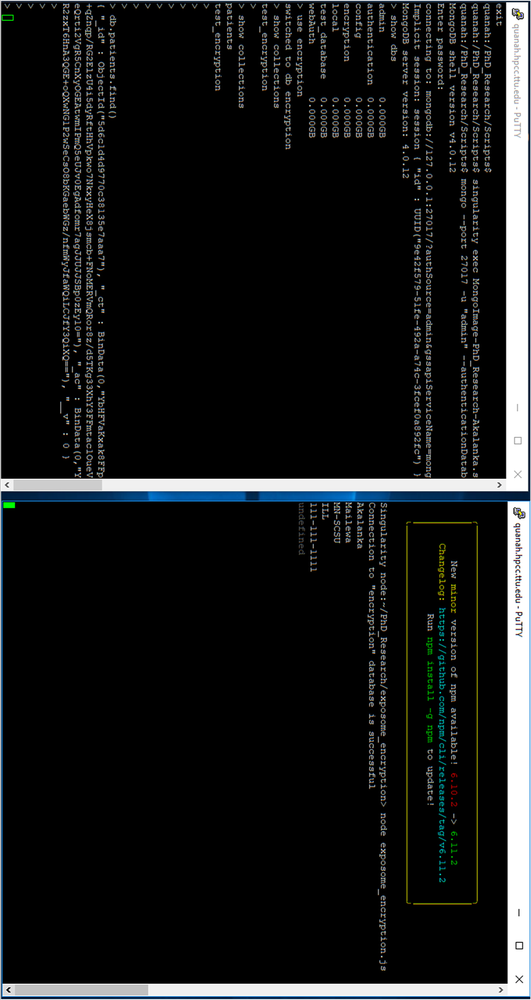 quanah.hpcc.ttu.edu - PuTTY
exit
quanah:/PhD_Research/Scripts$
quanah:/PhD_Research/Scripts$ singularity exec MongoImage-PhD_Research-Akalanka.s
quanah:/PhD_Research/Scripts$ mongo --port 27017 -u "admin" --authenticationDatab
MongoDB shell version v4.0.12
Enter password:
connecting to: mongodb://127.0.0.1:27017/?authSource=admin&gssapiServiceName=mong
Implicit session: session { "id" : UUID("9e42f579-51fe-492a-a74c-3fcef0a892fc") }
MongoDB server version: 4.0.12
> show dbs
admin 0.000GB
authentication 0.000GB
config 0.000GB
encryption 0.000GB
local 0.000GB
test_database 0.000GB
webAuth 0.000GB
> use encryption
switched to db encryption
> show collections
test_encryption
>
> show collections
patients
test_encryption
>
>
>
>
>
>
>
>
> db.patients.find()
{ "_id" : ObjectId("5d6c1d4d9770c38135e7aaa7"), "_ct" : BinData(0,"YbHFVaKxak8FFp
+qZnqp/RG2ElzU4i5dyRftHhVpkwo7NkxyHeX8jsmcb+FNoMERVmQRor8z/d5TKg33XhY3FFmtaclOueV
eQrti2VgR5CnXyOGEAtwmIPmQ5eUJv0EgAdfomr7agJJUJJSBp0zEyl0="), "_ac" : BinData(0,"Y
R2zxT6HnA3QGE+oQXwNGlP2wSeCsO8bKGaebWGz/nfmWyJfaWQiLCJfY3QiXQ=="), "__v" : 0 }
>
>
>
>
>
quanah.hpcc.ttu.edu - PuTTY
New minor version of npm available! 6.10.2 -> 6.11.2
Changelog: https://github.com/npm/cli/releases/tag/v6.11.2
Run npm install -g npm to update!
Singularity node:~/PhD_Research/exposome_encryption> node exposome_encryption.js
Connection to "encryption" database is successful
Akalanka
Mailewa
MN-SCSU
ILL
111-111-1111
undefined